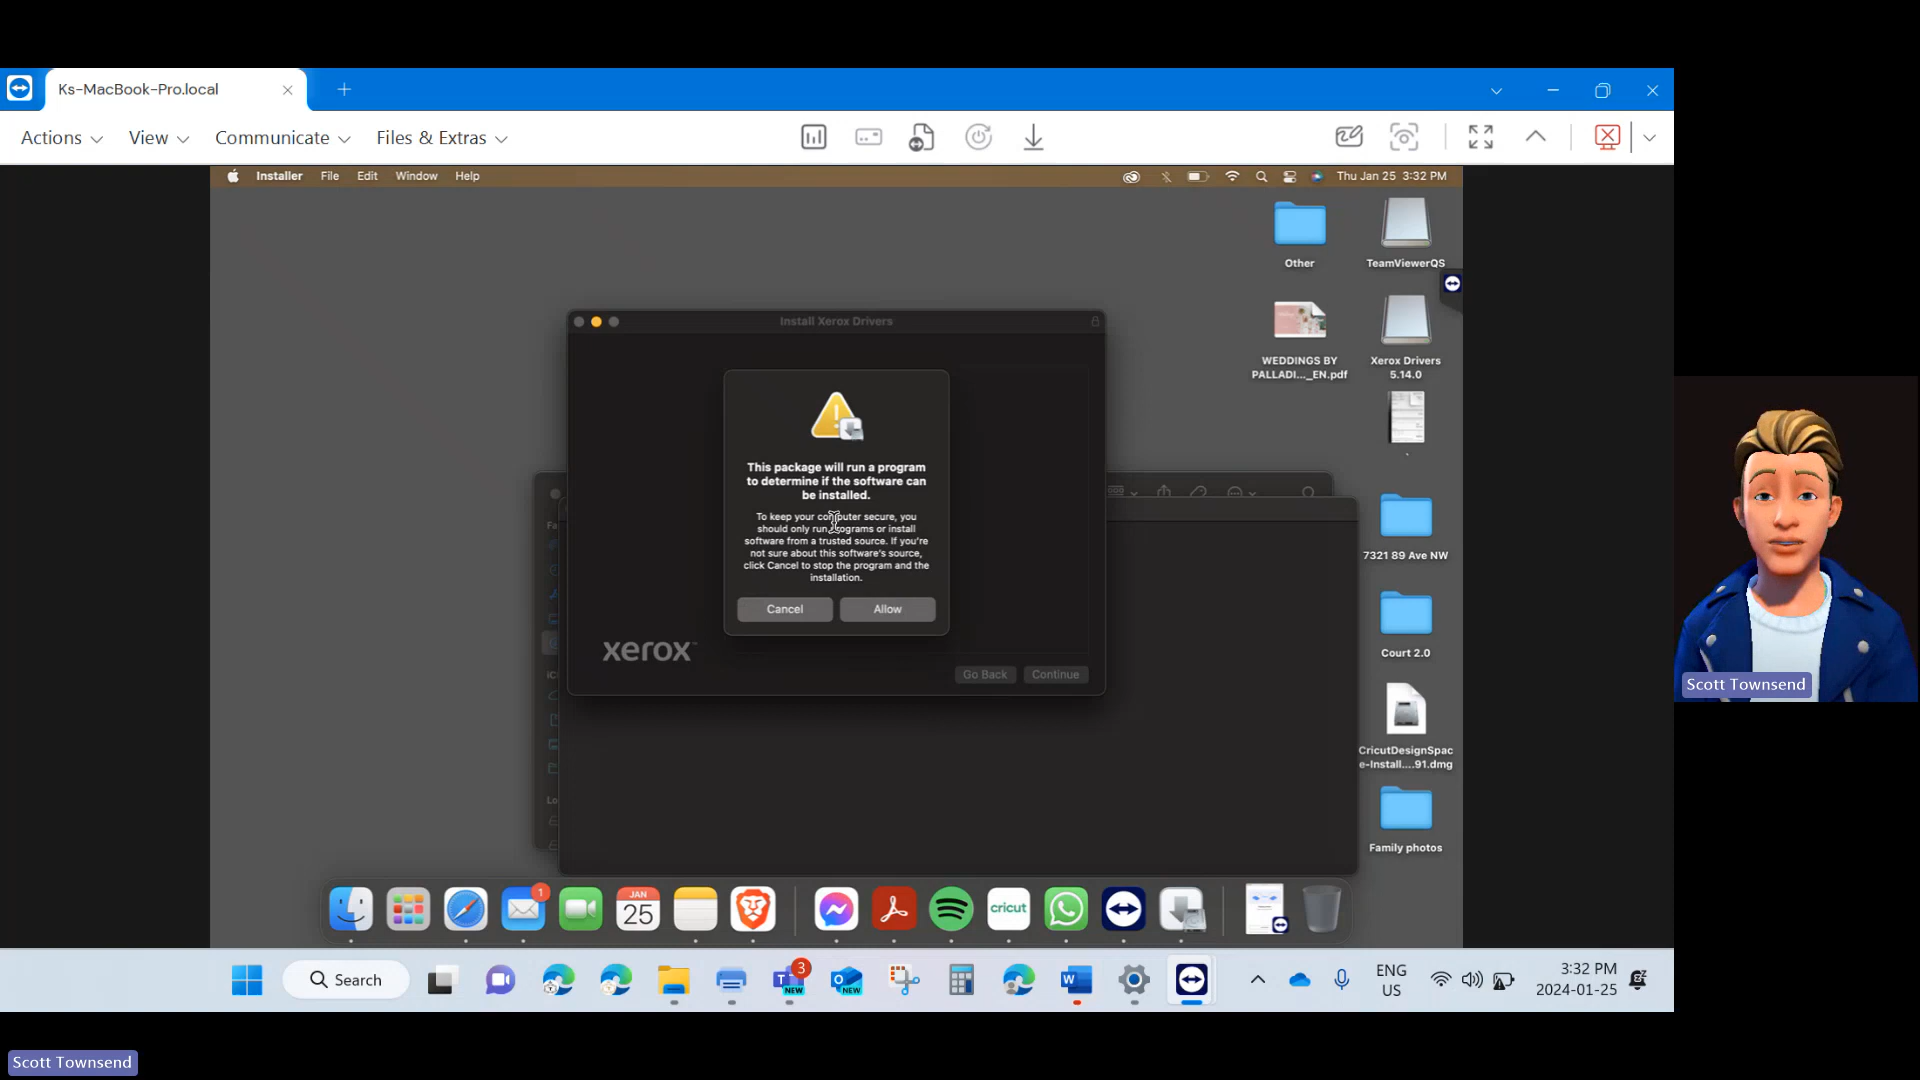 Ks-MacBook-Pro.local
Actions View Communicate Files & Extras
Installer File Edit Window Help
Thu Jan 25 3:32 PM
Other
TeamViewerQS
WEDDINGS BY
PALLADI..._EN.pdf
Xerox Drivers
5.14.0
Install Xerox Drivers
This package will run a program
to determine if the software can
be installed.
To keep your computer secure, you
should only run programs or install
software from a trusted source. If you're
not sure about this software's source,
click Cancel to stop the program and the
installation.
Cancel Allow
xerox
Go Back Continue
7321 89 Ave NW
Court 2.0
CricutDesignSpac
e-Install....91.dmg
Family photos
Scott Townsend
1
JAN
25
cricut
Search
3
NEW
NEW
ENG
US
3:32 PM
2024-01-25
Scott Townsend